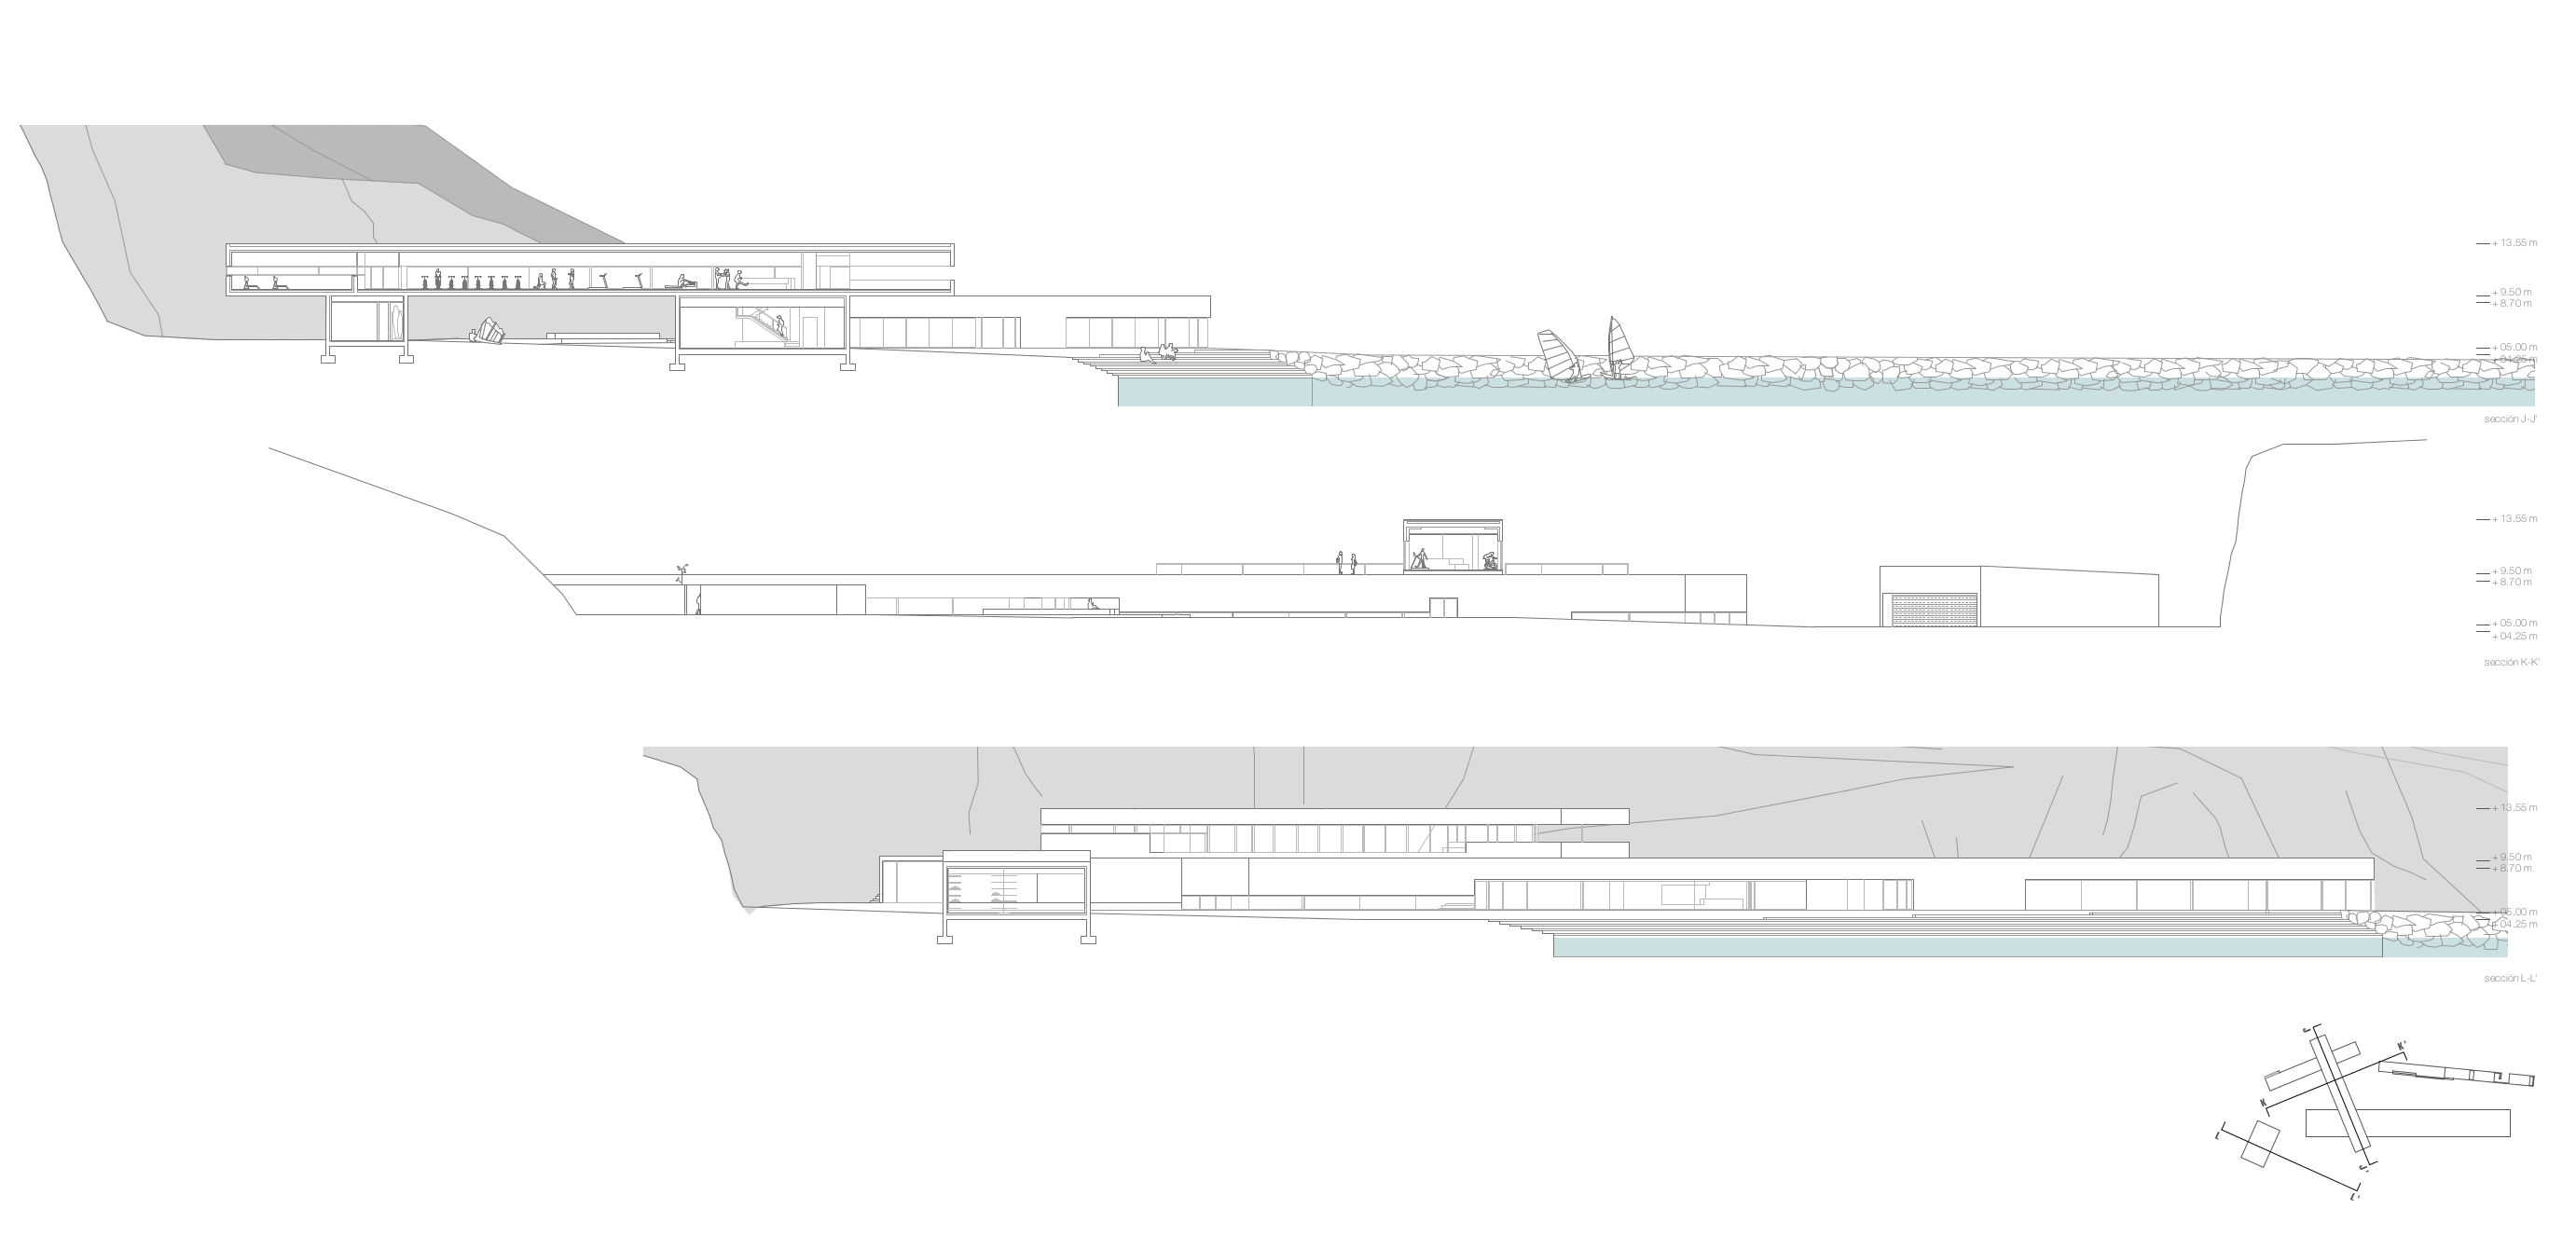 + 13.55 m
+ 9.50 m
+ 8.70 m
+ 05.00 m
+ 04.25 m
sección J-J'
+ 13.55 m
+ 9.50 m
+ 8.70 m
+ 05.00 m
+ 04.25 m
sección K-K'
+ 13.55 m
+ 9.50 m
+ 8.70 m
+ 05.00 m
+ 04.25 m
sección L-L'
J
K'
K
L
J'
L'